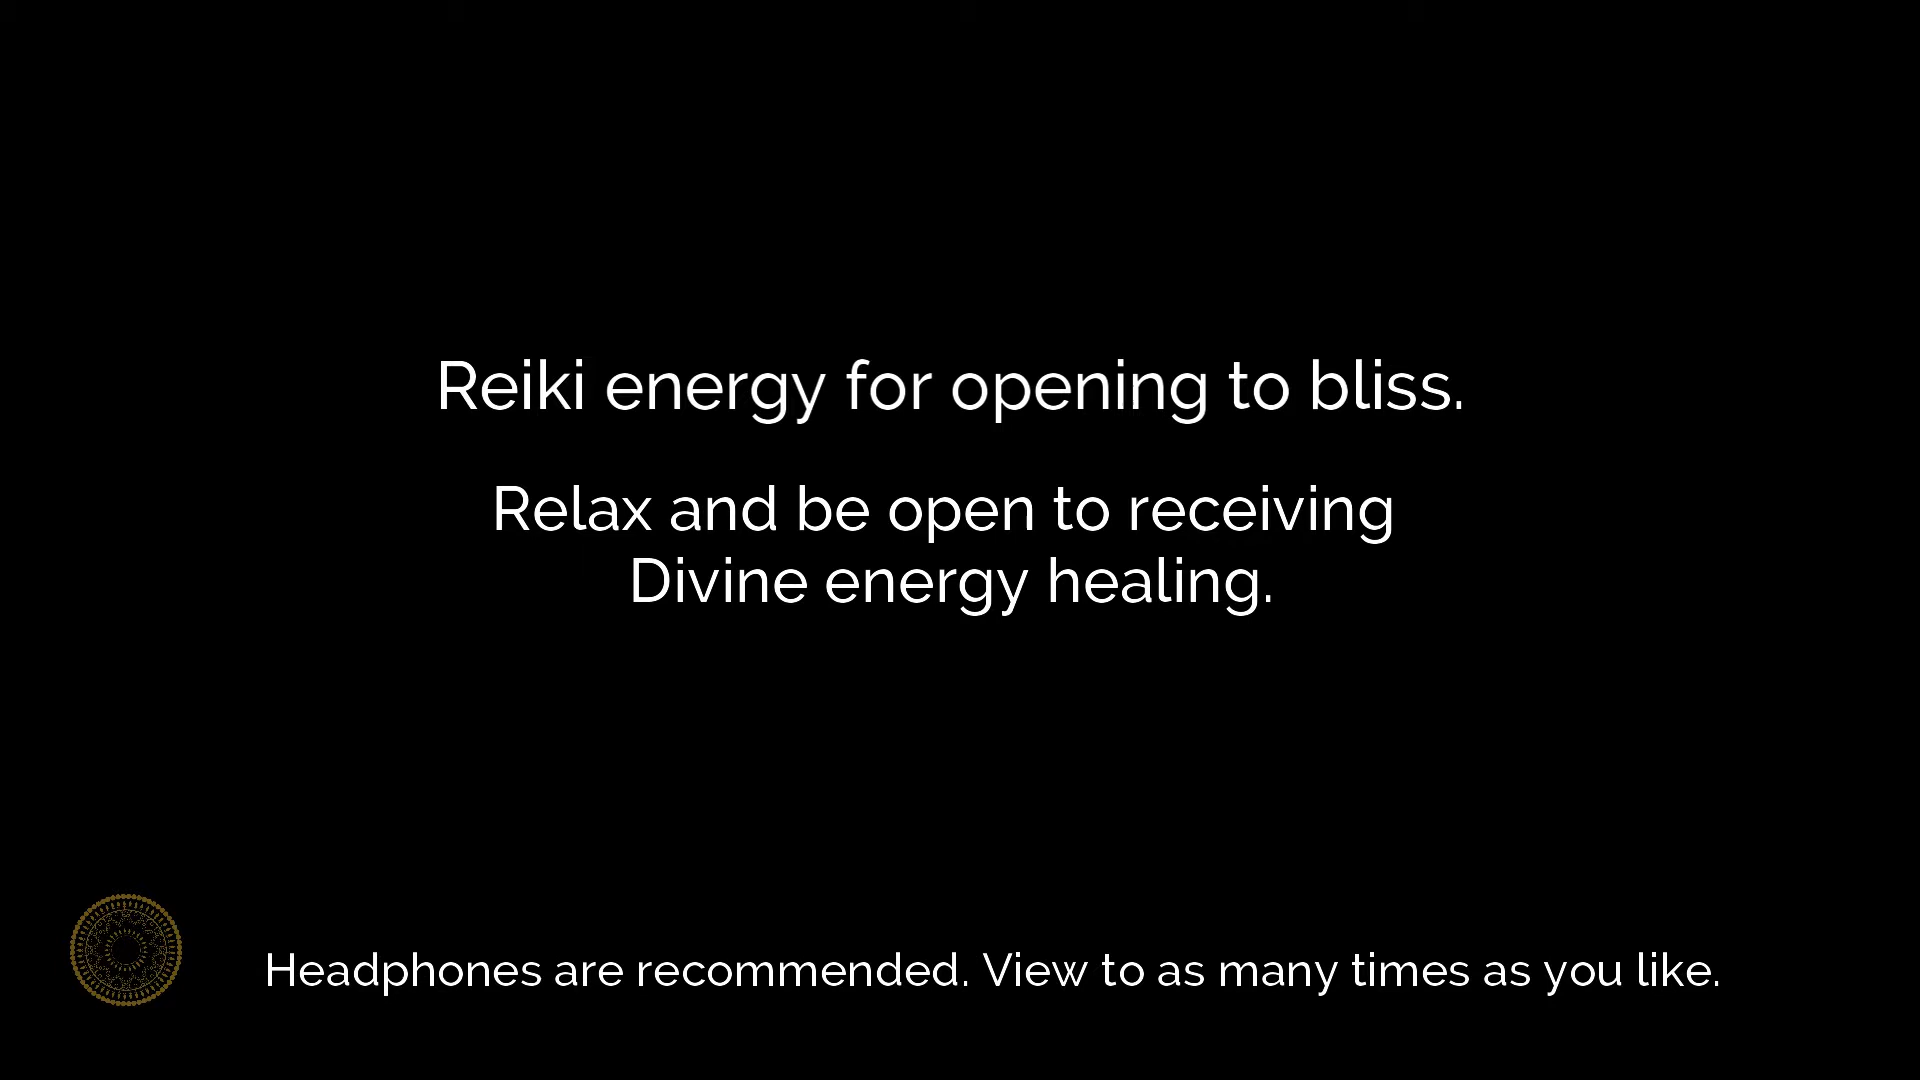 Reiki energy for opening to bliss.
Relax and be open to receiving
Divine energy healing.
Headphones are recommended. View to as many times as you like.